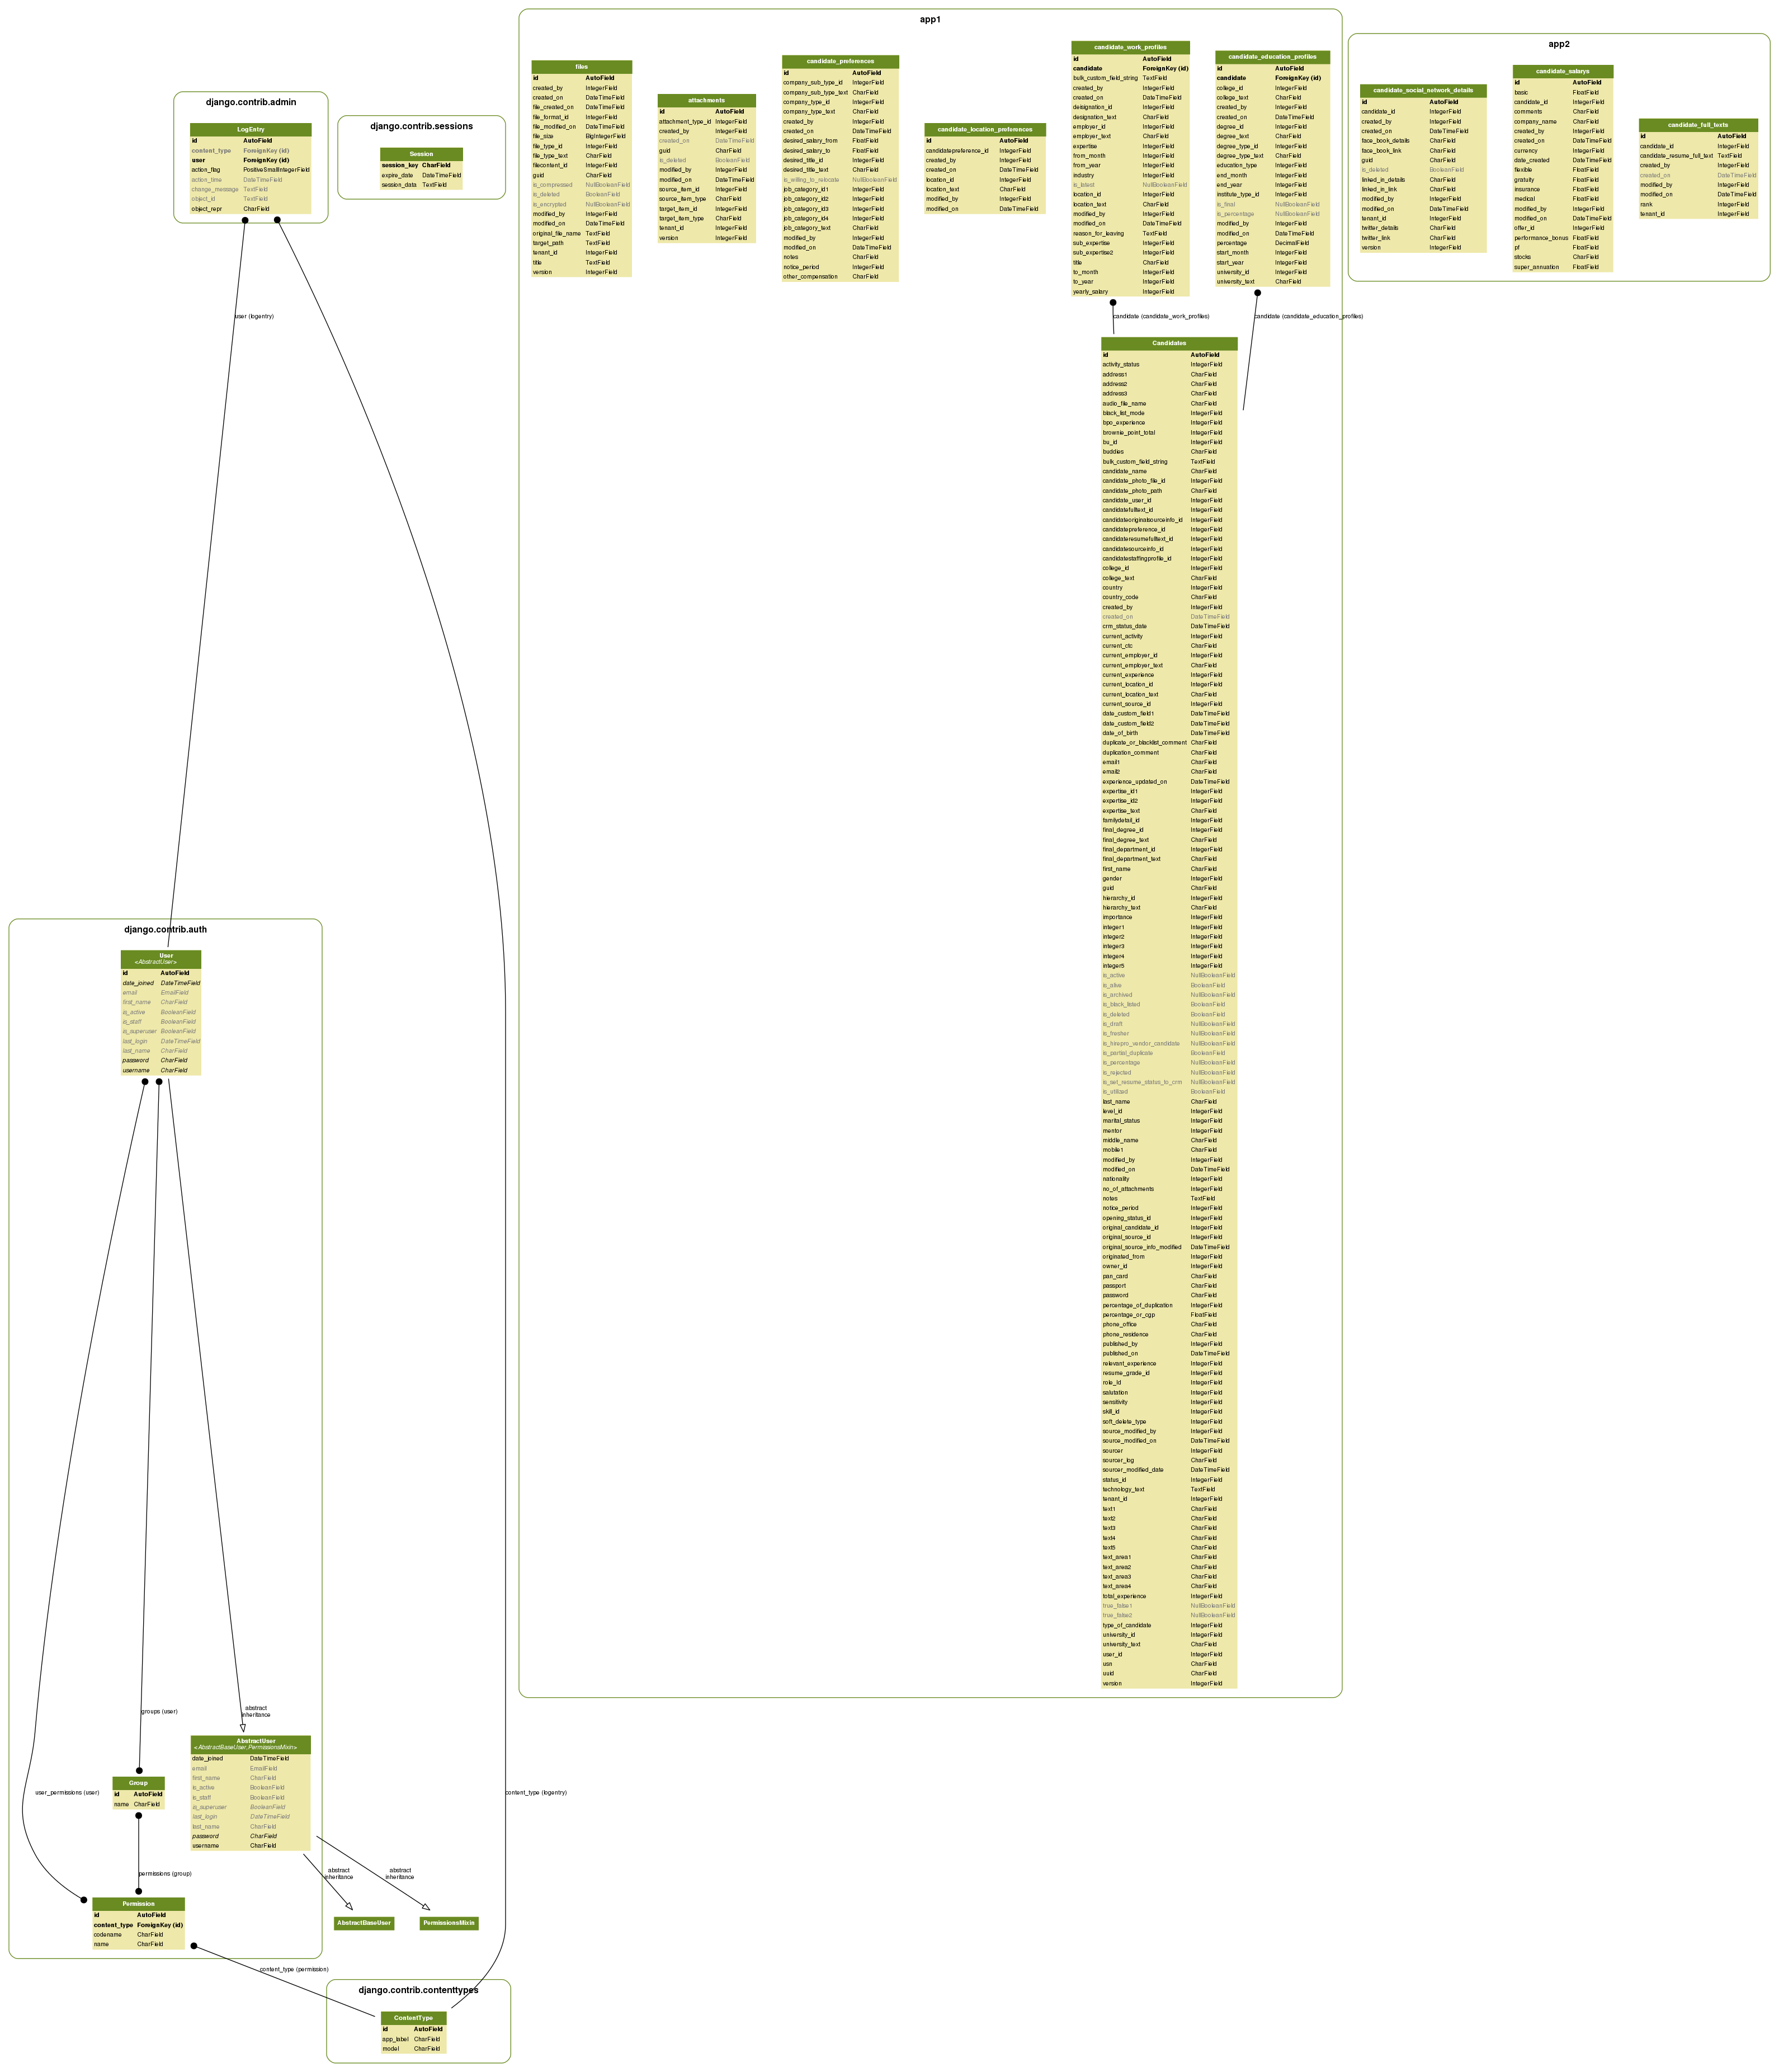 app1
files
id AutoField
created_by IntegerField
created_on DateTimeField
file_created_on DateTimeField
file_format_id IntegerField
file_modified_on DateTimeField
file_size BigIntegerField
file_type_id IntegerField
file_type_text CharField
filecontent_id IntegerField
guid CharField
is_compressed NullBooleanField
is_deleted BooleanField
is_encrypted NullBooleanField
modified_by IntegerField
modified_on DateTimeField
original_file_name TextField
target_path TextField
tenant_id IntegerField
title TextField
version IntegerField
attachments
id AutoField
attachment_type_id IntegerField
created_by IntegerField
created_on DateTimeField
guid CharField
is_deleted BooleanField
modified_by IntegerField
modified_on DateTimeField
source_item_id IntegerField
source_item_type CharField
target_item_id IntegerField
target_item_type CharField
tenant_id IntegerField
version IntegerField
candidate_preferences
id AutoField
company_sub_type_id IntegerField
company_sub_type_text CharField
company_type_id IntegerField
company_type_text CharField
created_by IntegerField
created_on DateTimeField
desired_salary_from FloatField
desired_salary_to FloatField
desired_title_id IntegerField
desired_title_text CharField
is_willing_to_relocate NullBooleanField
job_category_id1 IntegerField
job_category_id2 IntegerField
job_category_id3 IntegerField
job_category_id4 IntegerField
job_category_text CharField
modified_by IntegerField
modified_on DateTimeField
notes CharField
notice_period IntegerField
other_compensation CharField
candidate_location_preferences
id AutoField
candidatepreference_id IntegerField
created_by IntegerField
created_on DateTimeField
location_id IntegerField
location_text CharField
modified_by IntegerField
modified_on DateTimeField
candidate_work_profiles
id AutoField
candidate ForeignKey (id)
bulk_custom_field_string TextField
created_by IntegerField
created_on DateTimeField
designation_id IntegerField
designation_text CharField
employer_id IntegerField
employer_text CharField
expertise IntegerField
from_month IntegerField
from_year IntegerField
industry IntegerField
is_latest NullBooleanField
location_id IntegerField
location_text CharField
modified_by IntegerField
modified_on DateTimeField
reason_for_leaving TextField
sub_expertise IntegerField
sub_expertise2 IntegerField
title CharField
to_month IntegerField
to_year IntegerField
yearly_salary IntegerField
candidate_education_profiles
id AutoField
candidate ForeignKey (id)
college_id IntegerField
college_text CharField
created_by IntegerField
created_on DateTimeField
degree_id IntegerField
degree_text CharField
degree_type_id IntegerField
degree_type_text CharField
education_type IntegerField
end_month IntegerField
end_year IntegerField
institute_type_id IntegerField
is_final NullBooleanField
is_percentage NullBooleanField
modified_by IntegerField
modified_on DateTimeField
percentage DecimalField
start_month IntegerField
start_year IntegerField
university_id IntegerField
university_text CharField
app2
candidate_social_network_details
id AutoField
candidate_id IntegerField
created_by IntegerField
created_on DateTimeField
face_book_details CharField
face_book_link CharField
guid CharField
is_deleted BooleanField
linked_in_details CharField
linked_in_link CharField
modified_by IntegerField
modified_on DateTimeField
tenant_id IntegerField
twitter_details CharField
twitter_link CharField
version IntegerField
candidate_salarys
id AutoField
basic FloatField
candidate_id IntegerField
comments CharField
company_name CharField
created_by IntegerField
created_on DateTimeField
currency IntegerField
date_created DateTimeField
flexible FloatField
gratuity FloatField
insurance FloatField
medical FloatField
modified_by IntegerField
modified_on DateTimeField
offer_id IntegerField
performance_bonus FloatField
pf FloatField
stocks CharField
super_annuation FloatField
candidate_full_texts
id AutoField
candidate_id IntegerField
candidate_resume_full_text TextField
created_by IntegerField
created_on DateTimeField
modified_by IntegerField
modified_on DateTimeField
rank IntegerField
tenant_id IntegerField
django.contrib.admin
LogEntry
id AutoField
content_type ForeignKey (id)
user ForeignKey (id)
action_flag PositiveSmallIntegerField
action_time DateTimeField
change_message TextField
object_id TextField
object_repr CharField
django.contrib.sessions
Session
session_key CharField
expire_date DateTimeField
session_data TextField
user (logentry)
candidate (candidate_work_profiles)
candidate (candidate_education_profiles)
Candidates
id AutoField
activity_status IntegerField
address1 CharField
address2 CharField
address3 CharField
audio_file_name CharField
black_list_mode IntegerField
bpo_experience IntegerField
brownie_point_total IntegerField
bu_id IntegerField
buddies CharField
bulk_custom_field_string TextField
candidate_name CharField
candidate_photo_file_id IntegerField
candidate_photo_path CharField
candidate_user_id IntegerField
candidatefulltext_id IntegerField
candidateoriginalsourceinfo_id IntegerField
candidatepreference_id IntegerField
candidateresumefulltext_id IntegerField
candidatesourceinfo_id IntegerField
candidatestaffingprofile_id IntegerField
college_id IntegerField
college_text CharField
country IntegerField
country_code CharField
created_by IntegerField
created_on DateTimeField
crm_status_date DateTimeField
current_activity IntegerField
current_ctc CharField
current_employer_id IntegerField
current_employer_text CharField
current_experience IntegerField
current_location_id IntegerField
current_location_text CharField
current_source_id IntegerField
date_custom_field1 DateTimeField
date_custom_field2 DateTimeField
date_of_birth DateTimeField
duplicate_or_blacklist_comment CharField
duplication_comment CharField
email1 CharField
email2 CharField
experience_updated_on DateTimeField
expertise_id1 IntegerField
expertise_id2 IntegerField
expertise_text CharField
familydetail_id IntegerField
final_degree_id IntegerField
final_degree_text CharField
final_department_id IntegerField
final_department_text CharField
first_name CharField
gender IntegerField
guid CharField
hierarchy_id IntegerField
hierarchy_text CharField
importance IntegerField
integer1 IntegerField
integer2 IntegerField
integer3 IntegerField
integer4 IntegerField
integer5 IntegerField
is_active NullBooleanField
is_alive BooleanField
is_archived NullBooleanField
is_black_listed BooleanField
is_deleted BooleanField
is_draft NullBooleanField
is_fresher NullBooleanField
is_hirepro_vendor_candidate NullBooleanField
is_partial_duplicate BooleanField
is_percentage NullBooleanField
is_rejected NullBooleanField
is_set_resume_status_to_crm NullBooleanField
is_utilized BooleanField
last_name CharField
level_id IntegerField
marital_status IntegerField
mentor IntegerField
middle_name CharField
mobile1 CharField
modified_by IntegerField
modified_on DateTimeField
nationality IntegerField
no_of_attachments IntegerField
notes TextField
notice_period IntegerField
opening_status_id IntegerField
original_candidate_id IntegerField
original_source_id IntegerField
original_source_info_modified DateTimeField
originated_from IntegerField
owner_id IntegerField
pan_card CharField
passport CharField
password CharField
percentage_of_duplication IntegerField
percentage_or_cgp FloatField
phone_office CharField
phone_residence CharField
published_by IntegerField
published_on DateTimeField
relevant_experience IntegerField
resume_grade_id IntegerField
role_Id IntegerField
salutation IntegerField
sensitivity IntegerField
skill_id IntegerField
soft_delete_type IntegerField
source_modified_by IntegerField
source_modified_on DateTimeField
sourcer IntegerField
sourcer_log CharField
sourcer_modified_date DateTimeField
status_id IntegerField
technology_text TextField
tenant_id IntegerField
text1 CharField
text2 CharField
text3 CharField
text4 CharField
text5 CharField
text_area1 CharField
text_area2 CharField
text_area3 CharField
text_area4 CharField
total_experience IntegerField
true_false1 NullBooleanField
true_false2 NullBooleanField
type_of_candidate IntegerField
university_id IntegerField
university_text CharField
user_id IntegerField
usn CharField
uuid CharField
version IntegerField
django.contrib.auth
User
<AbstractUser>
id AutoField
date_joined DateTimeField
email EmailField
first_name CharField
is_active BooleanField
is_staff BooleanField
is_superuser BooleanField
last_login DateTimeField
last_name CharField
password CharField
username CharField
groups (user)
abstract
inheritance
AbstractUser
<AbstractBaseUser,PermissionsMixin>
date_joined DateTimeField
email EmailField
first_name CharField
is_active BooleanField
is_staff BooleanField
is_superuser BooleanField
last_login DateTimeField
last_name CharField
password CharField
username CharField
Group
id AutoField
name CharField
user_permissions (user)
content_type (logentry)
permissions (group)
abstract
inheritance
abstract
inheritance
Permission
id AutoField
content_type ForeignKey (id)
codename CharField
name CharField
AbstractBaseUser
PermissionsMixin
content_type (permission)
django.contrib.contenttypes
ContentType
id AutoField
app_label CharField
model CharField